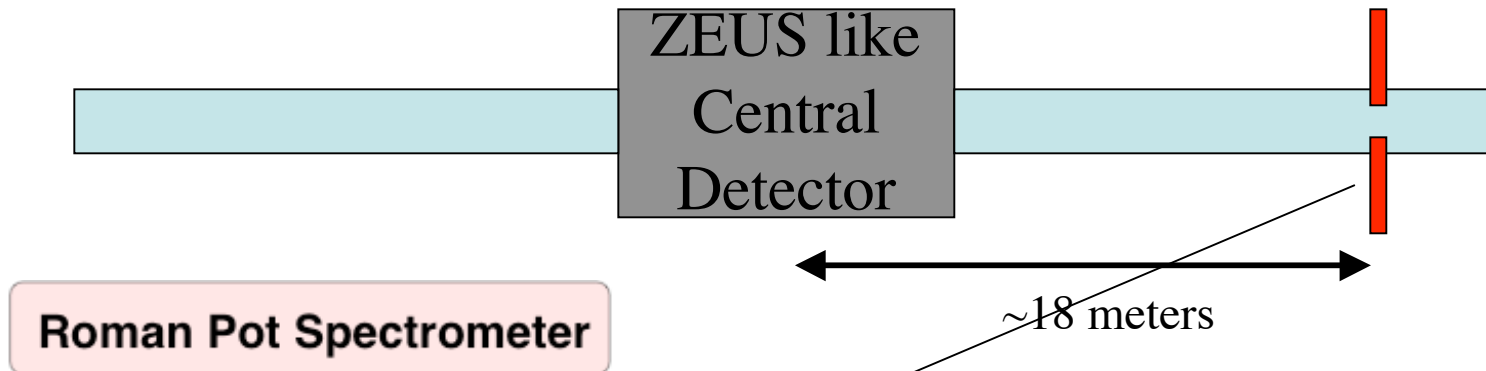 ZEUS like
Central
Detector
~18 meters
Roman Pot Spectrometer